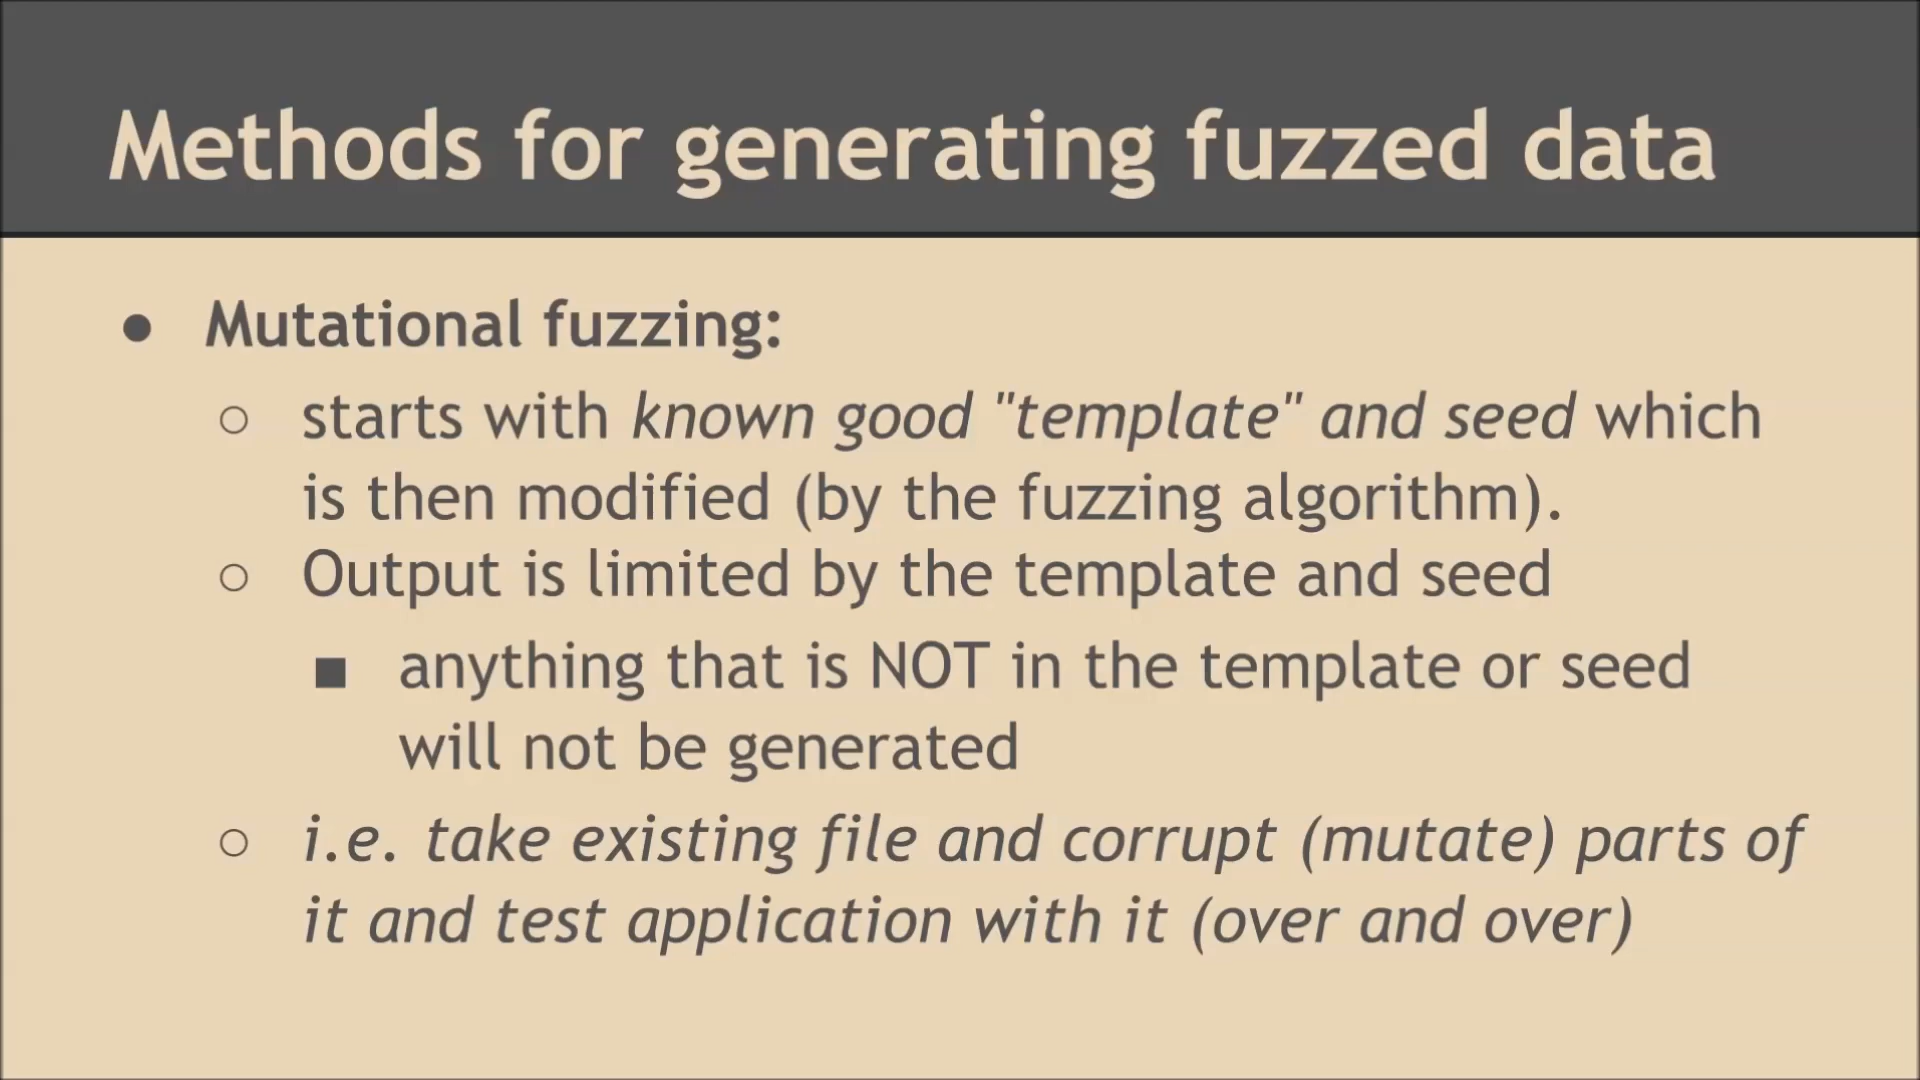 Methods for generating fuzzed data
● Mutational fuzzing:
○ starts with known good "template" and seed which
is then modified (by the fuzzing algorithm).
○ Output is limited by the template and seed
■ anything that is NOT in the template or seed
will not be generated
○ i.e. take existing file and corrupt (mutate) parts of
it and test application with it (over and over)